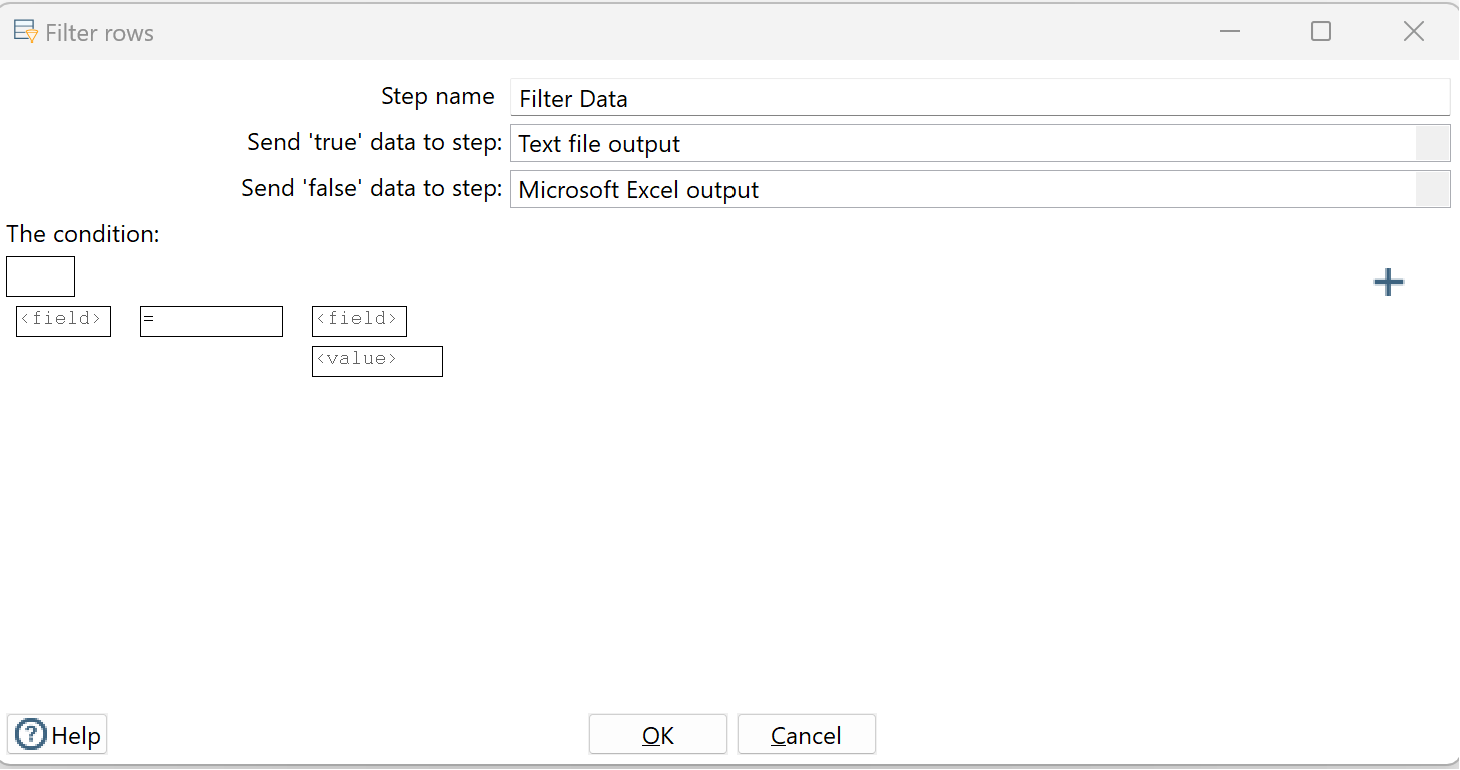 Filter rows
Step name Filter Data
Send 'true' data to step: Text file output
Send 'false' data to step: Microsoft Excel output
The condition:
<field> = <field>
<value>
? Help OK Cancel